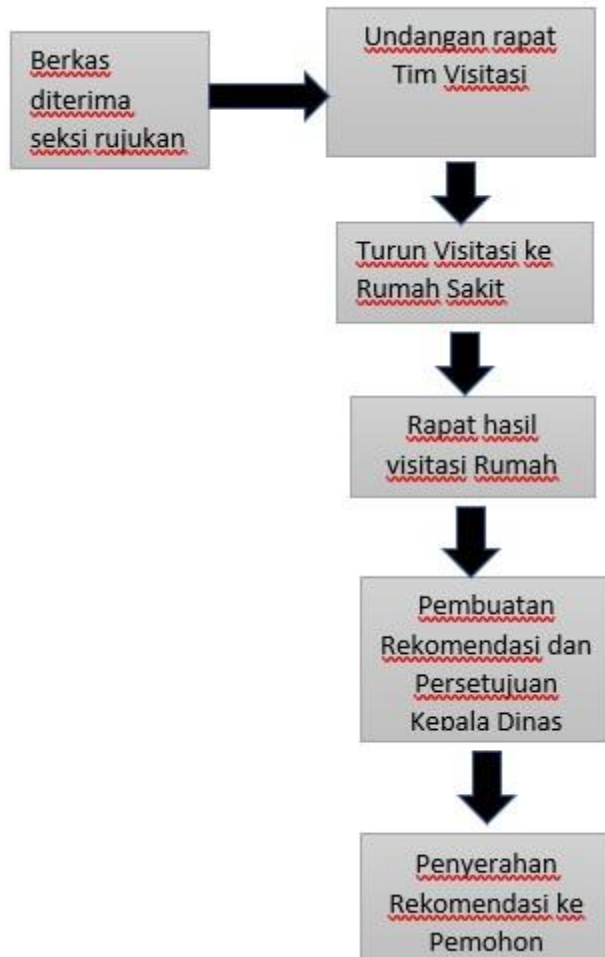 Berkas
diterima
seksi rujukan
Undangan rapat
Tim Visitasi
Turun Visitasi ke
Rumah Sakit
Rapat hasil
visitasi Rumah
Pembuatan
Rekomendasi dan
Persetujuan
Kepala Dinas
Penyerahan
Rekomendasi ke
Pemohon